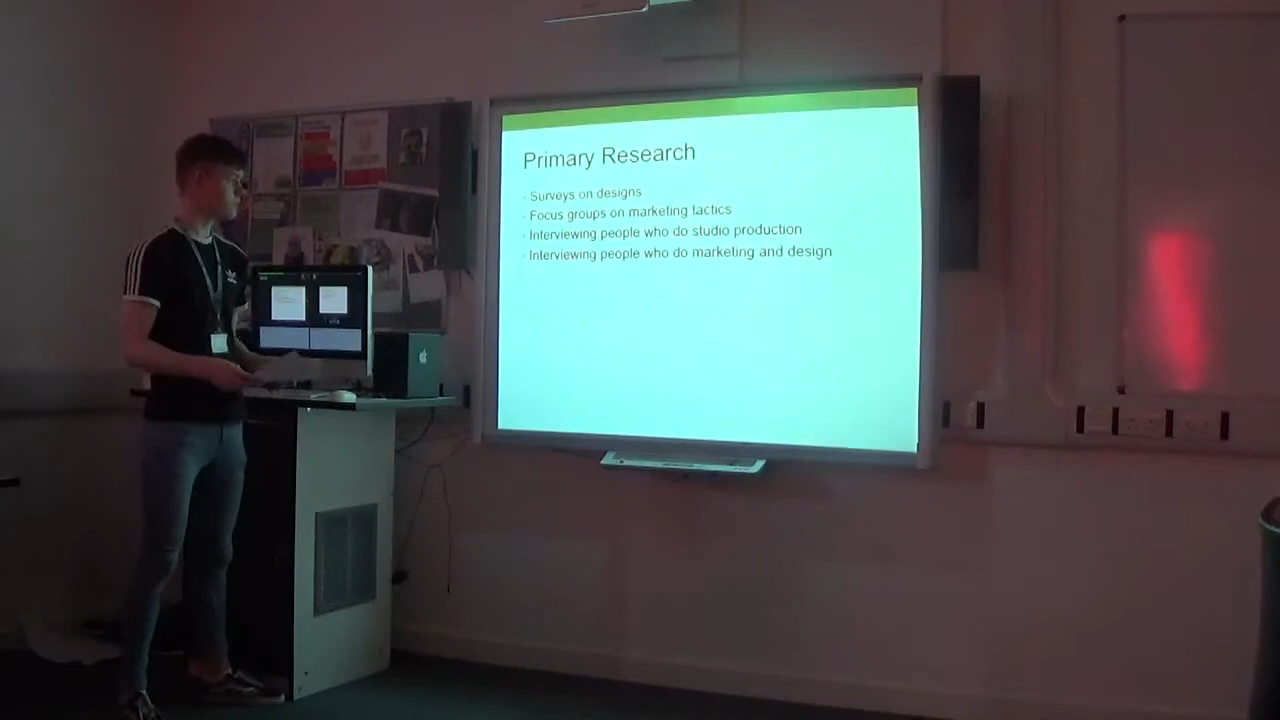 Primary Research
· Surveys on designs
· Focus groups on marketing tactics
· Interviewing people who do studio production
· Interviewing people who do marketing and design